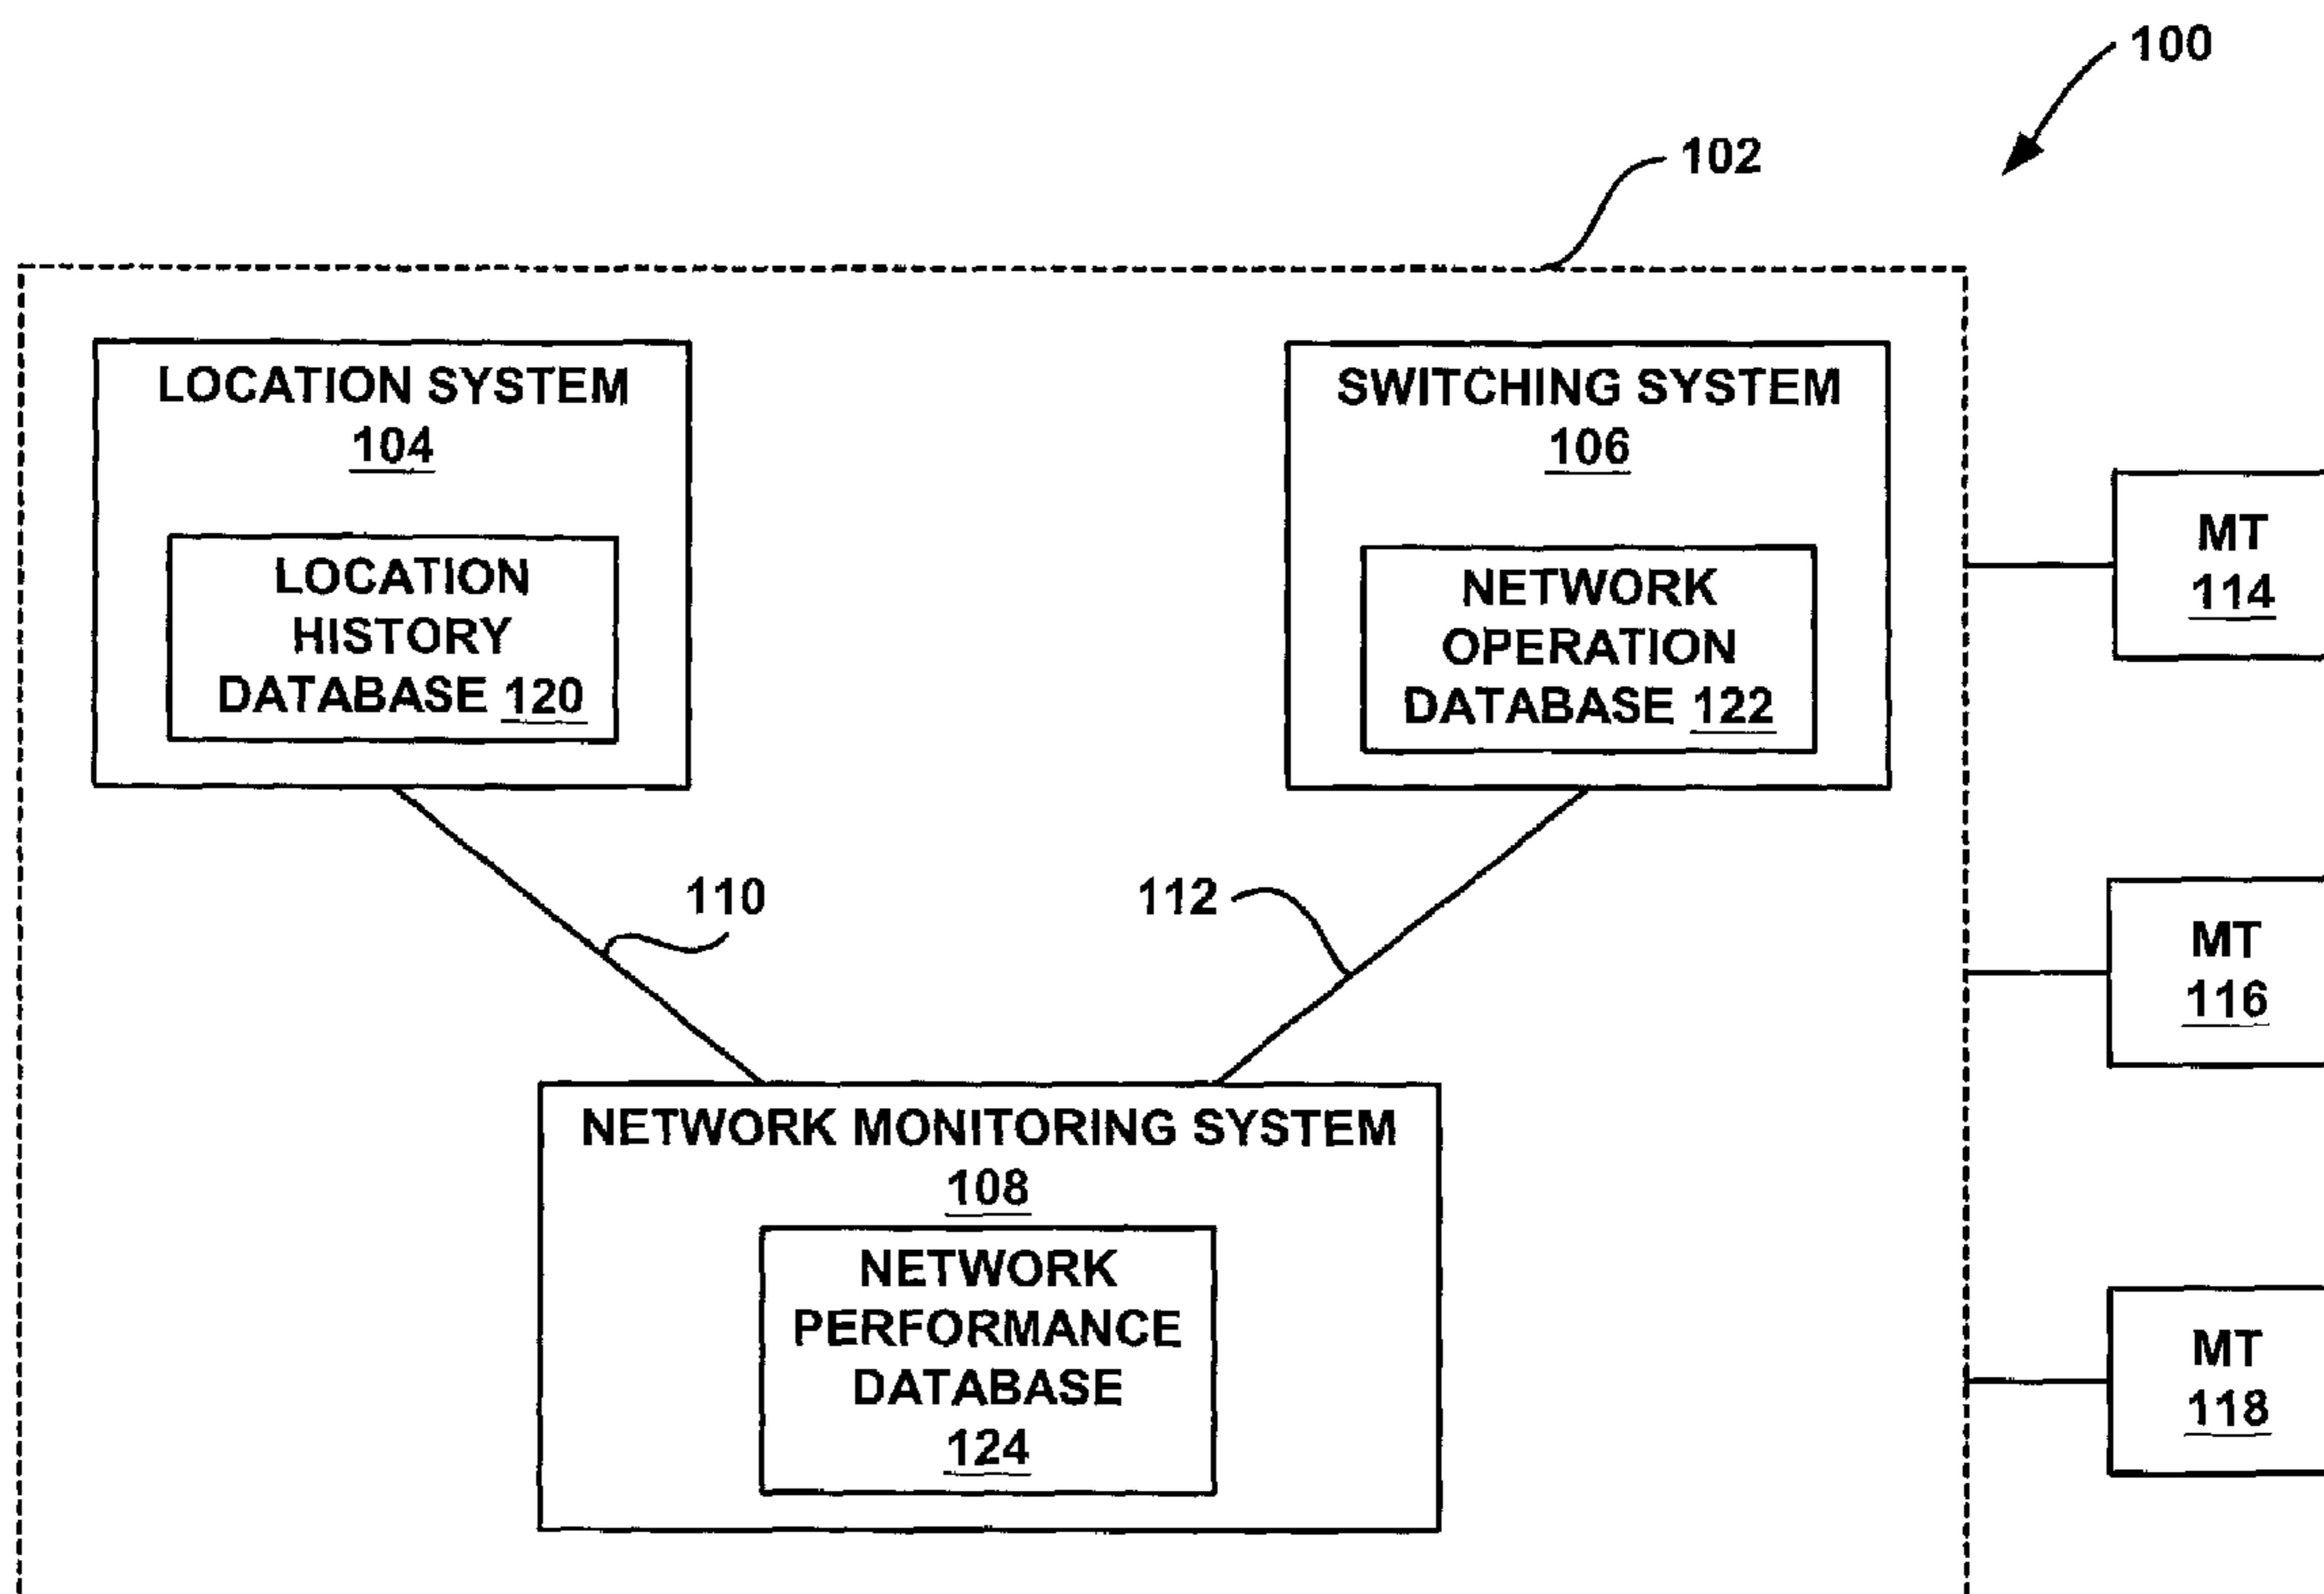 100
102
LOCATION SYSTEM
104
LOCATION
HISTORY
DATABASE 120
SWITCHING SYSTEM
106
NETWORK
OPERATION
DATABASE 122
MT
114
110
112
MT
116
NETWORK MONITORING SYSTEM
108
NETWORK
PERFORMANCE
DATABASE
124
MT
118